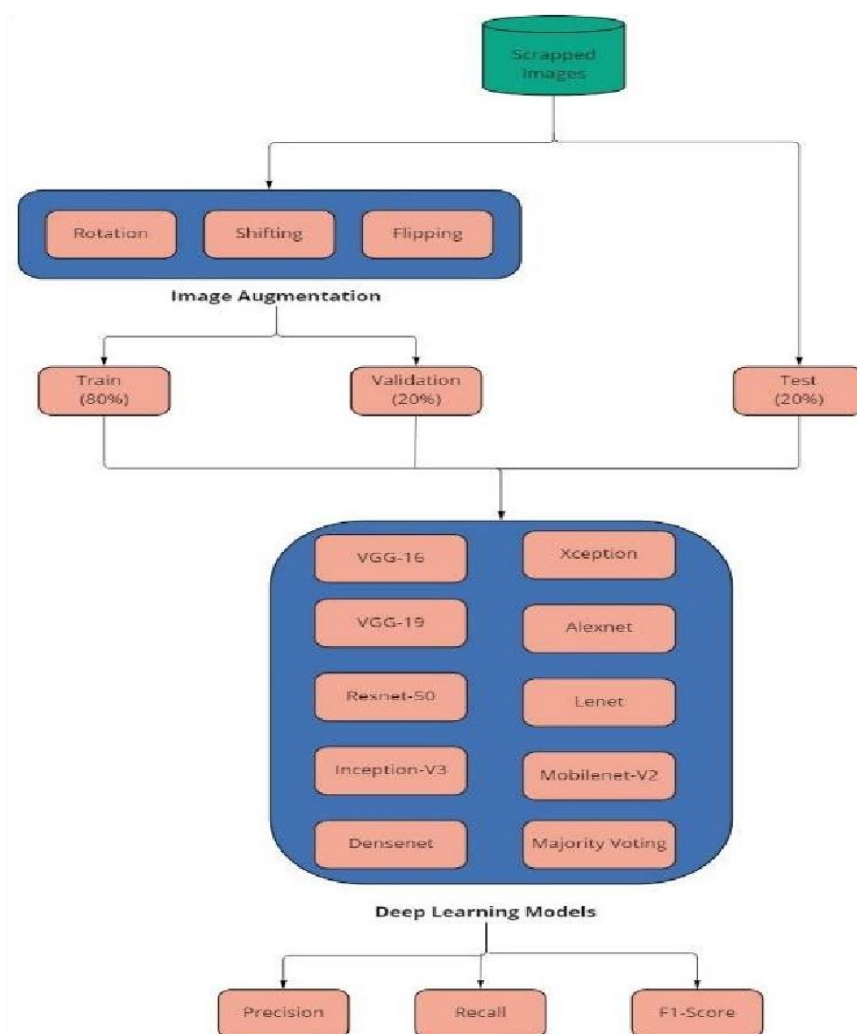 Scrapped
Images
Rotation
Shifting
Flipping
Image Augmentation
Train
(80%)
Validation
(20%)
Test
(20%)
VGG-16
Xception
VGG-19
Alexnet
Resnet-50
Lenet
Inception-V3
Mobilenet-V2
Densenet
Majority Voting
Deep Learning Models
Precision
Recall
F1-Score